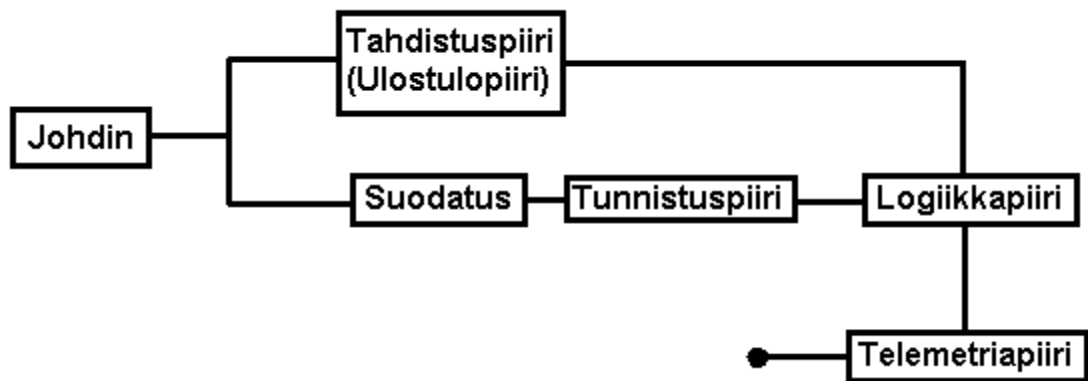 Tahdistuspiiri
(Ulostulopiiri)
Johdin
Suodatus
Tunnistuspiiri
Logiikkapiiri
Telemetriapiiri